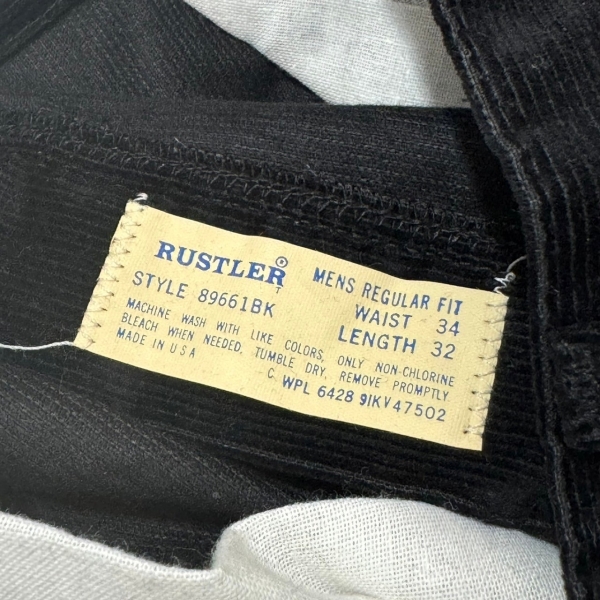 RUSTLER®
T
STYLE 89661BK
MENS REGULAR FIT
WAIST 34
LENGTH 32
MACHINE WASH WITH LIKE COLORS, ONLY NON-CHLORINE
BLEACH WHEN NEEDED, TUMBLE DRY, REMOVE PROMPTLY
MADE IN USA
C WPL 6428 9IKV47502